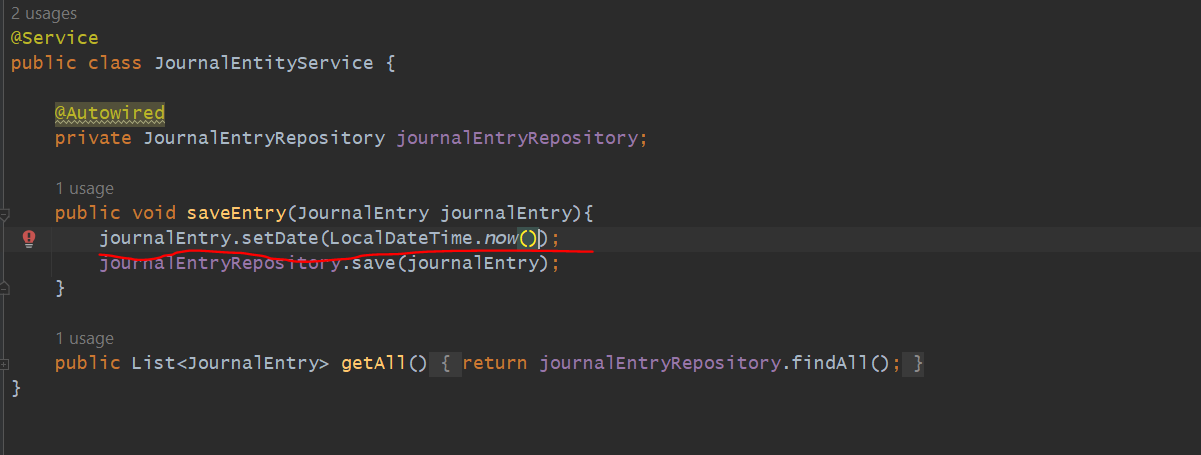 2 usages
@Service
public class JournalEntityService {
@Autowired
private JournalEntryRepository journalEntryRepository;
1 usage
public void saveEntry(JournalEntry journalEntry){
journalEntry.setDate(LocalDateTime.now());
journalEntryRepository.save(journalEntry);
}
1 usage
public List<JournalEntry> getAll() { return journalEntryRepository.findAll(); }
}